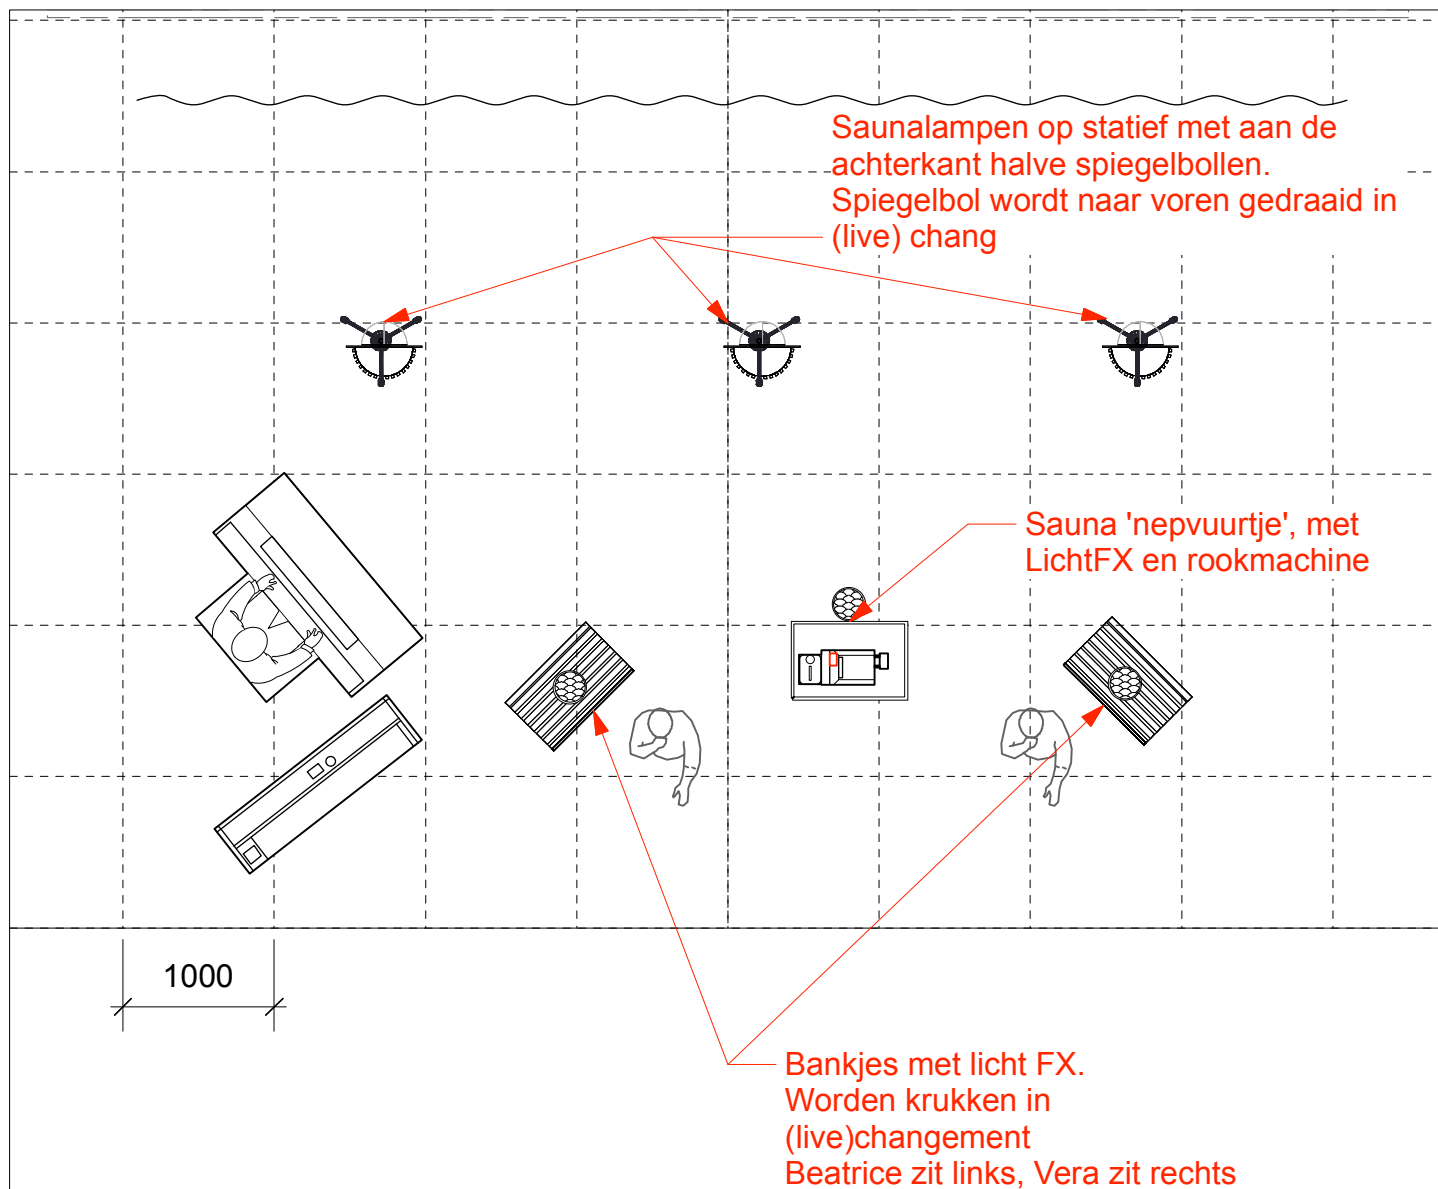 Saunalampen op statief met aan de
achterkant halve spiegelbollen.
Spiegelbol wordt naar voren gedraaid in
(live) chang
Sauna 'nepvuurtje', met
LichtFX en rookmachine
1000
Bankjes met licht FX.
Worden krukken in
(live)changement
Beatrice zit links, Vera zit rechts